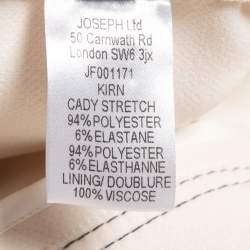 JOSEPH Ltd
50 Carnwath Rd
London SW6 3jx
JF001171
KIRN
CADY STRETCH
94% POLYESTER
6% ELASTANE
94% POLYESTER
6% ELASTHANNE
LINING/ DOUBLURE
100% VISCOSE